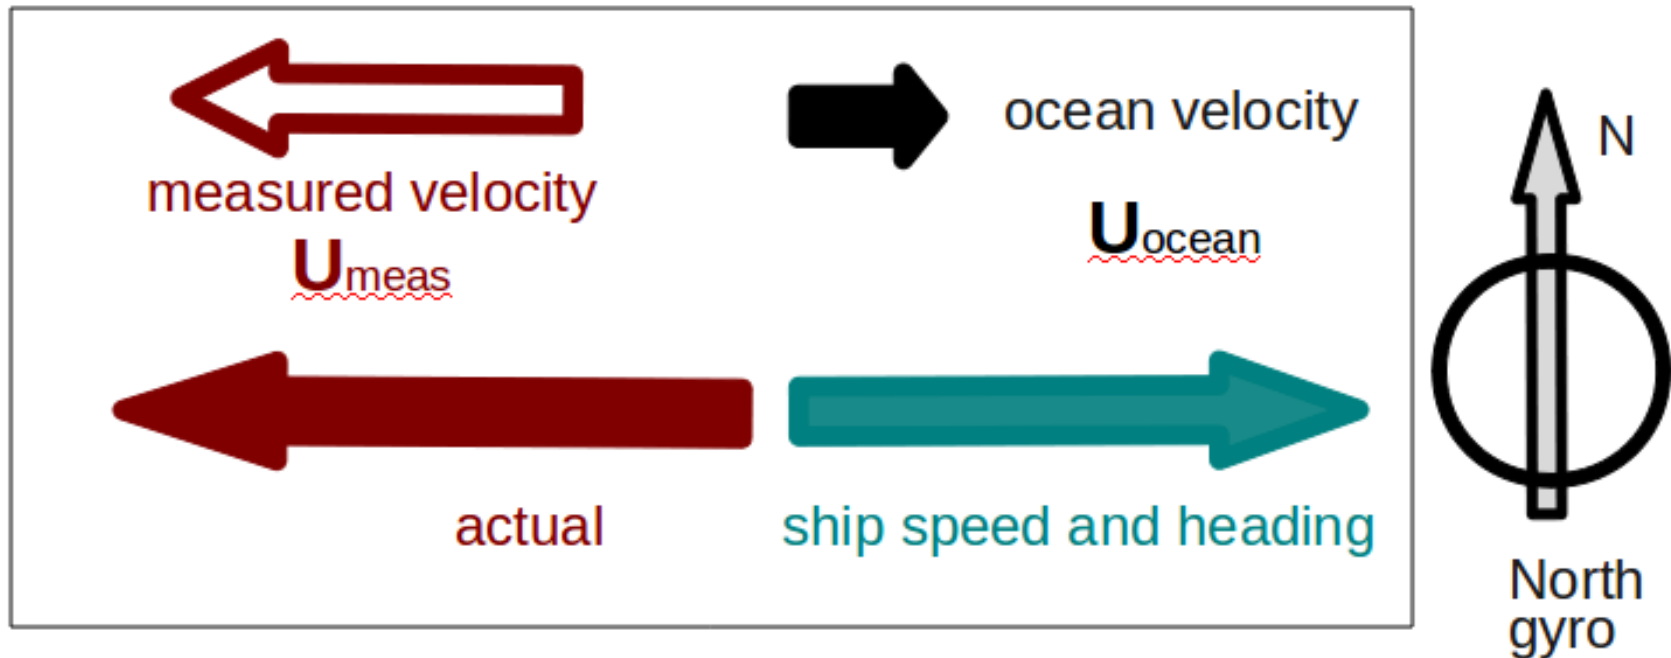 ocean velocity
N
measured velocity
Uocean
Umeas
actual
ship speed and heading
North
gyro